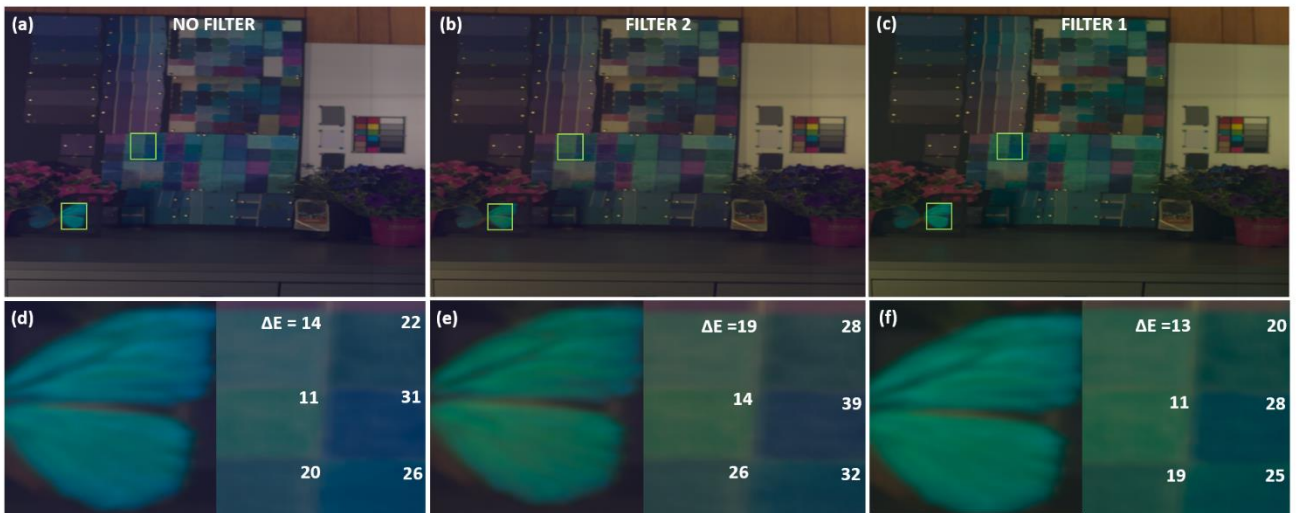 (a) NO FILTER
(b) FILTER 2
(c) FILTER 1
(d) ΔE = 14 22
11 31
20 26
(e) ΔE =19 28
14 39
26 32
(f) ΔE=13 20
11 28
19 25